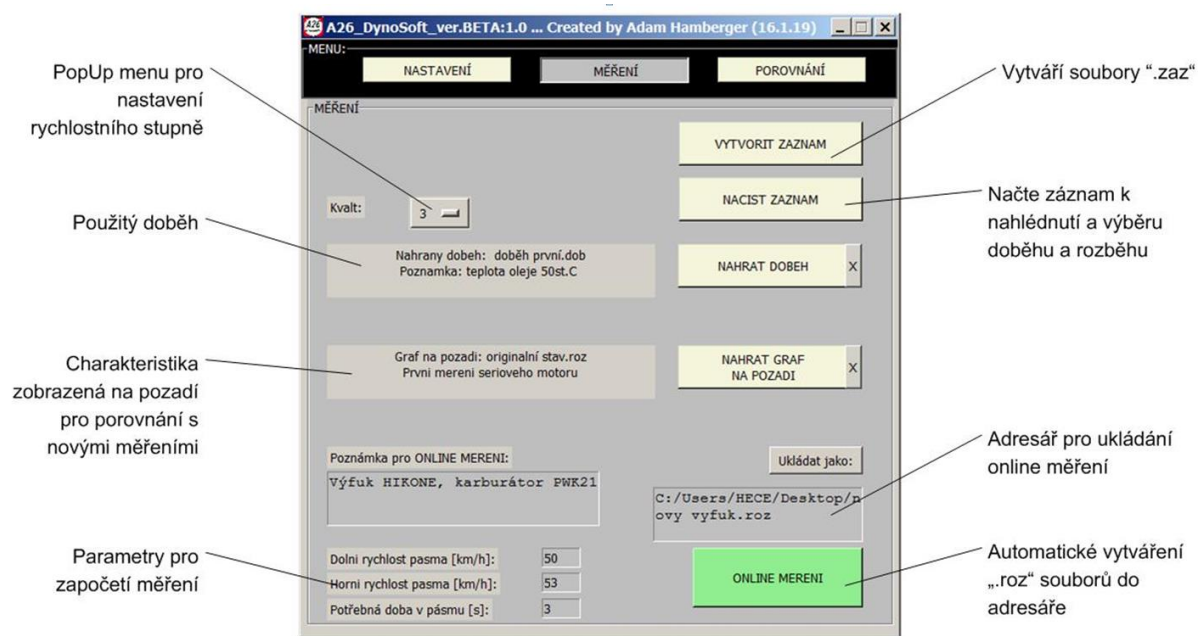 A26_DynoSoft_ver.BETA:1.0 ... Created by Adam Hamberger (16.1.19)
MENU:
NASTAVENÍ
MĚŘENÍ
POROVNÁNÍ
PopUp menu pro
nastavení
rychlostního stupně
Vytváří soubory “.zaz“
MĚŘENÍ
VYTVORIT ZAZNAM
Kvalt:
3
NACIST ZAZNAM
Načte záznam k
nahlédnutí a výběru
doběhu a rozběhu
Použitý doběh
Nahrany dobeh: doběh první.dob
Poznamka: teplota oleje 50st.C
NAHRAT DOBEH
X
Charakteristika
zobrazená na pozadí
pro porovnání s
novými měřeními
Graf na pozadi: originalní stav.roz
Prvni mereni serioveho motoru
NAHRAT GRAF
NA POZADI
X
Poznámka pro ONLINE MERENI:
Výfuk HIKONE, karburátor PWK21
Ukládat jako:
C:/Users/HECE/Desktop/n
ovy vyfuk.roz
Adresář pro ukládání
online měření
Parametry pro
započetí měření
Dolni rychlost pasma [km/h]:
50
Horni rychlost pasma [km/h]:
53
Potřebná doba v pásmu [s]:
3
ONLINE MERENI
Automatické vytváření
„.roz“ souborů do
adresáře